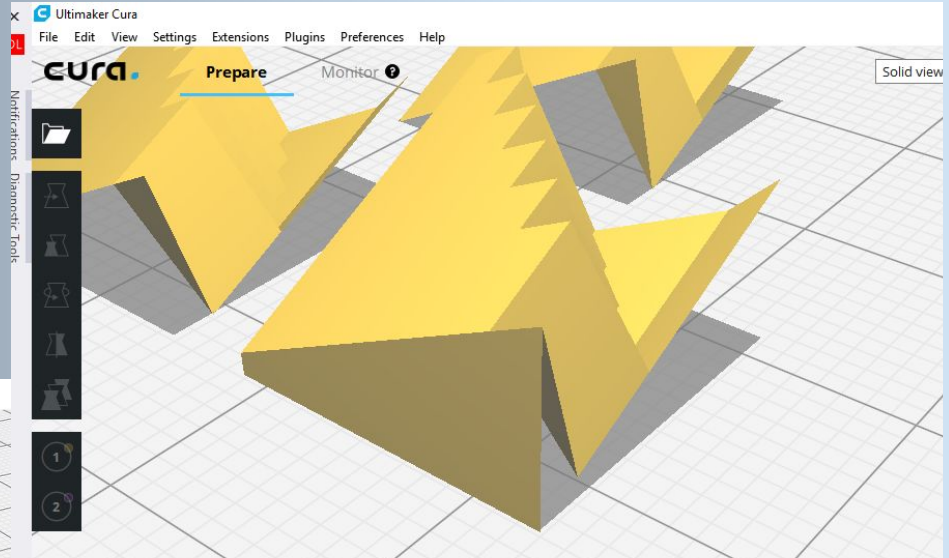 ×
Ultimaker Cura
File Edit View Settings Extensions Plugins Preferences Help
OL
cura.
Prepare
Monitor ?
Solid view
Notifications
Diagnostic Tools
1
2